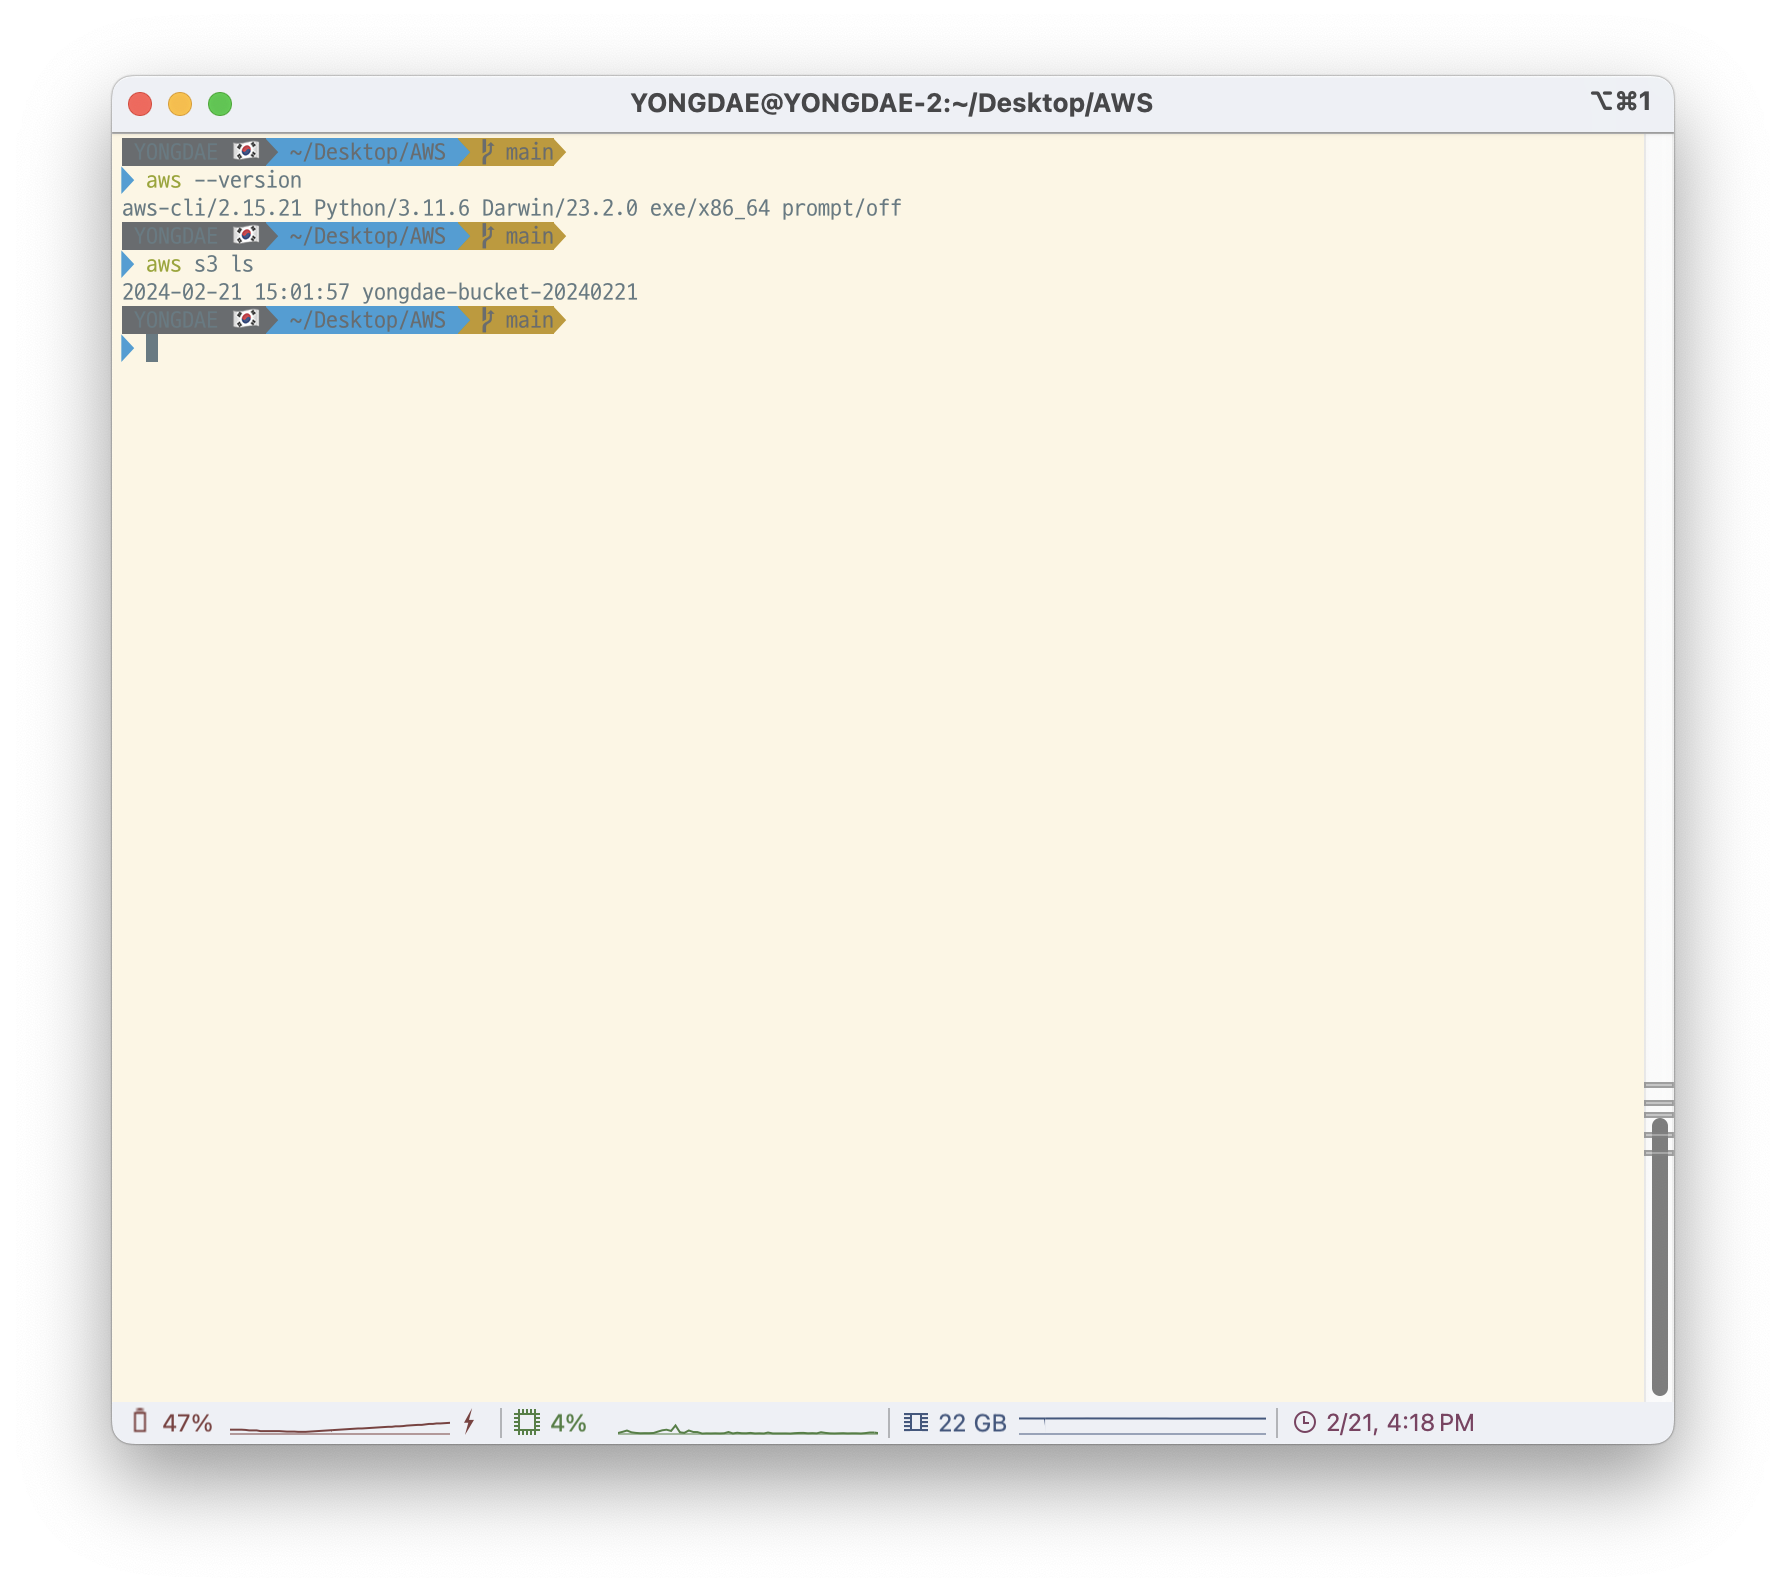 YONGDAE@YONGDAE-2:~/Desktop/AWS ⌥⌘1
YONGDAE 🇰🇷 ~/Desktop/AWS main
aws --version
aws-cli/2.15.21 Python/3.11.6 Darwin/23.2.0 exe/x86_64 prompt/off
YONGDAE 🇰🇷 ~/Desktop/AWS main
aws s3 ls
2024-02-21 15:01:57 yongdae-bucket-20240221
YONGDAE 🇰🇷 ~/Desktop/AWS main
47% 4% 22 GB 2/21, 4:18 PM